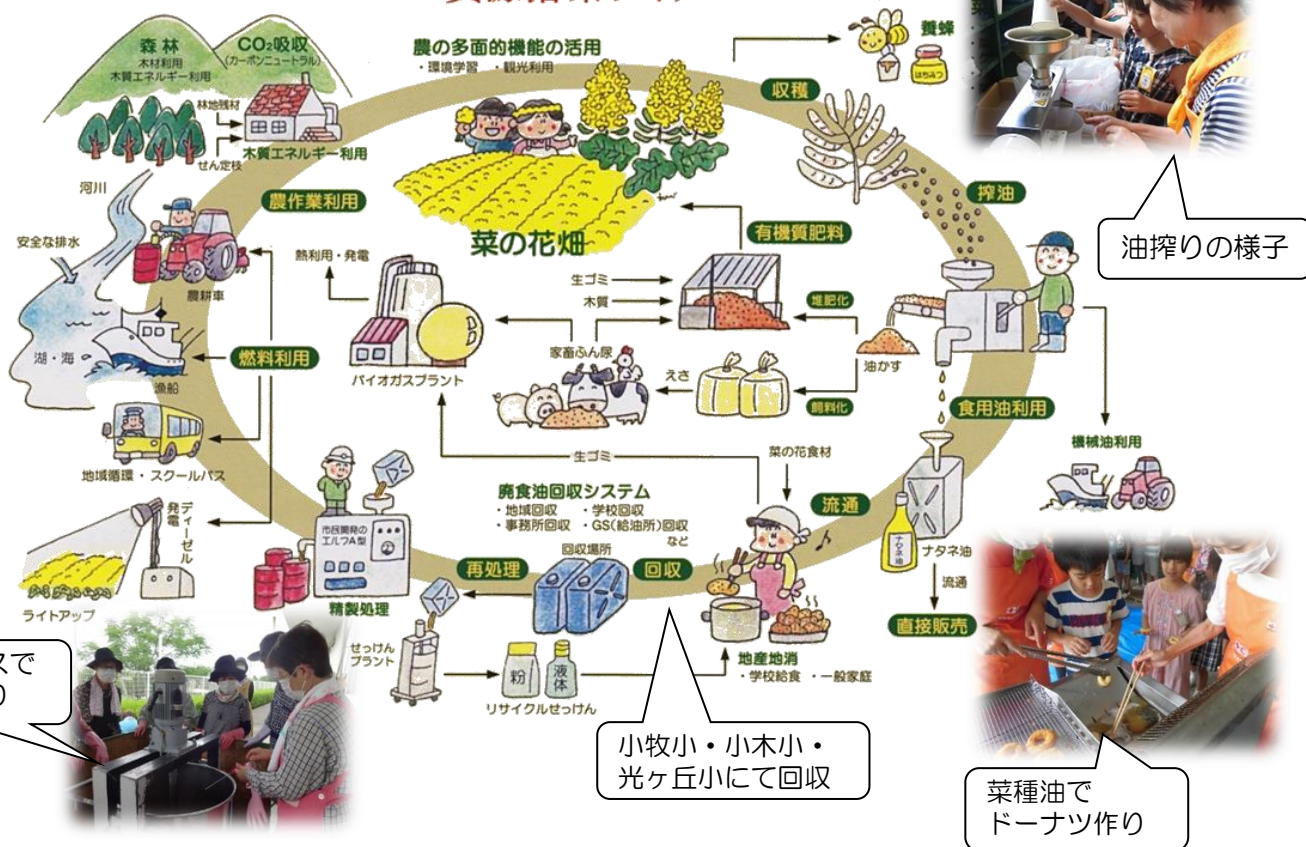 森林
木材利用
木質エネルギー利用
CO₂吸収
(カーボンニュートラル)
林地残材
せん定枝
木質エネルギー利用
農の多面的機能の活用
・環境学習 ・観光利用
養蜂
はちみつ
収穫
搾油
油搾りの様子
河川
安全な排水
農作業利用
農耕車
湖・海
漁船
燃料利用
地域循環・スクールバス
ディーゼル
発電
ライトアップ
菜の花畑
熱利用・発電
バイオガスプラント
有機質肥料
生ゴミ
木質
堆肥化
家畜ふん尿
えさ
飼料化
油かす
食用油利用
機械油利用
生ゴミ
菜の花食材
流通
ナタネ油
ナタネ油
流通
直接販売
廃食油回収システム
・地域回収 ・学校回収
・事務所回収 ・GS(給油所)回収
など
回収場所
回収
再処理
市民開発の
エルフA型
精製処理
せっけん
プラント
粉
液体
リサイクルせっけん
地産地消
・学校給食 ・一般家庭
小牧小・小木小・
光ヶ丘小にて回収
菜種油で
ドーナツ作り
スで